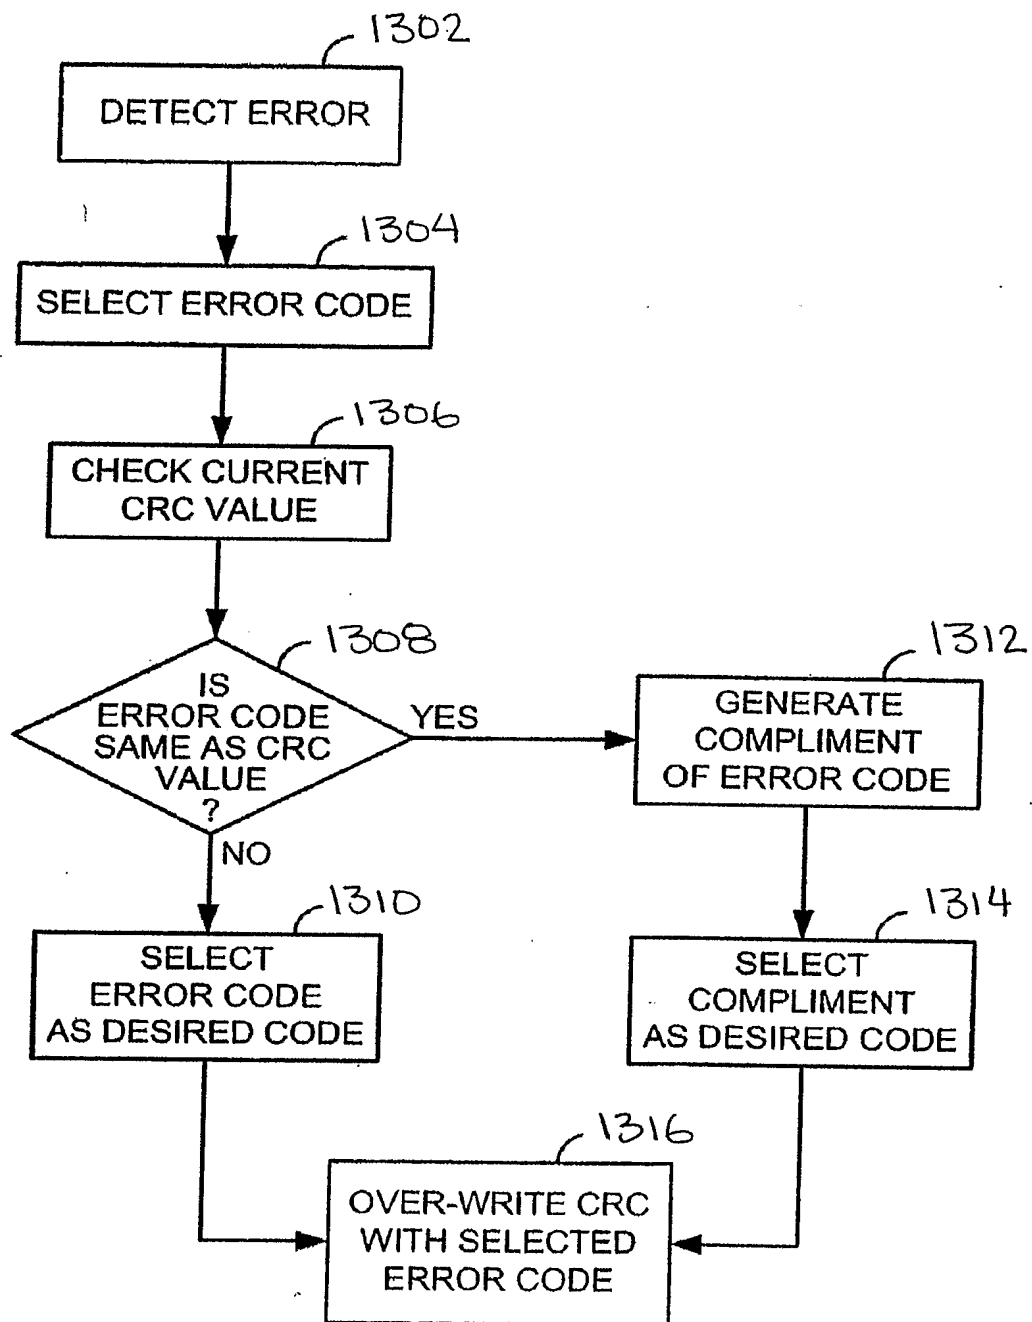 1302
DETECT ERROR
1304
SELECT ERROR CODE
1306
CHECK CURRENT
CRC VALUE
1308
IS
ERROR CODE
SAME AS CRC
VALUE
?
YES
NO
1312
GENERATE
COMPLIMENT
OF ERROR CODE
1310
SELECT
ERROR CODE
AS DESIRED CODE
1314
SELECT
COMPLIMENT
AS DESIRED CODE
1316
OVER-WRITE CRC
WITH SELECTED
ERROR CODE